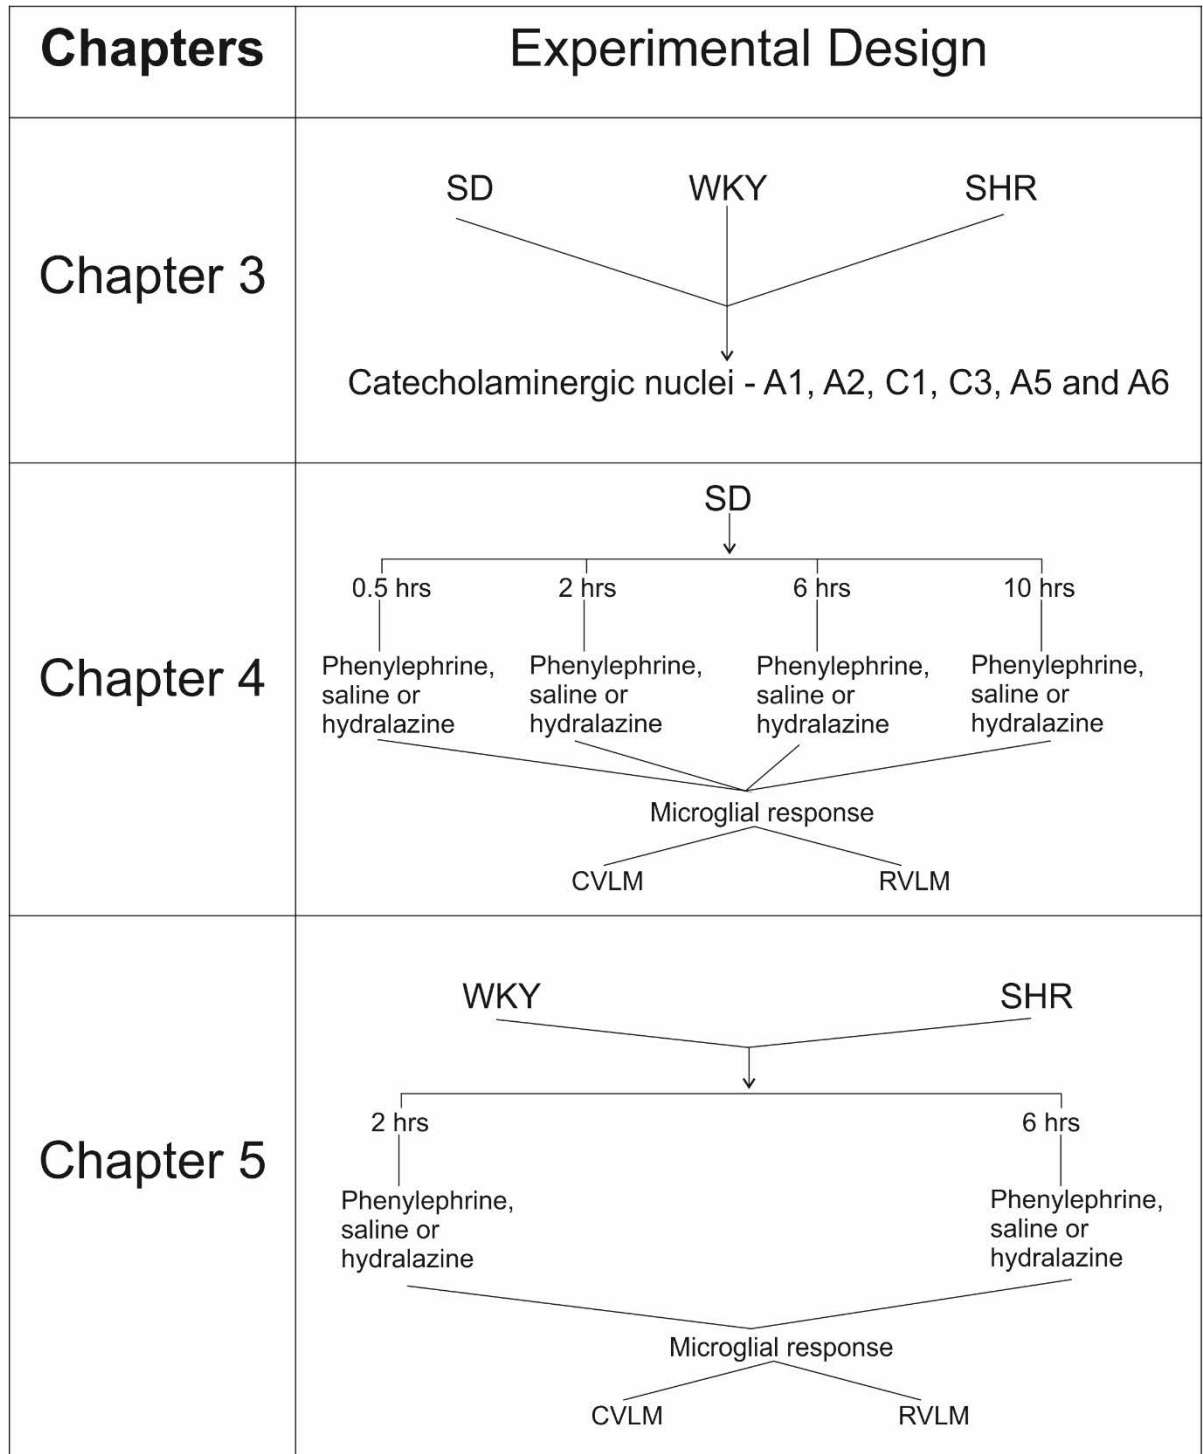 Chapters
Experimental Design
Chapter 3
SD
WKY
SHR
Catecholaminergic nuclei - A1, A2, C1, C3, A5 and A6
Chapter 4
SD
0.5 hrs
2 hrs
6 hrs
10 hrs
Phenylephrine,
saline or
hydralazine
Phenylephrine,
saline or
hydralazine
Phenylephrine,
saline or
hydralazine
Phenylephrine,
saline or
hydralazine
Microglial response
CVLM
RVLM
Chapter 5
WKY
SHR
2 hrs
6 hrs
Phenylephrine,
saline or
hydralazine
Phenylephrine,
saline or
hydralazine
Microglial response
CVLM
RVLM